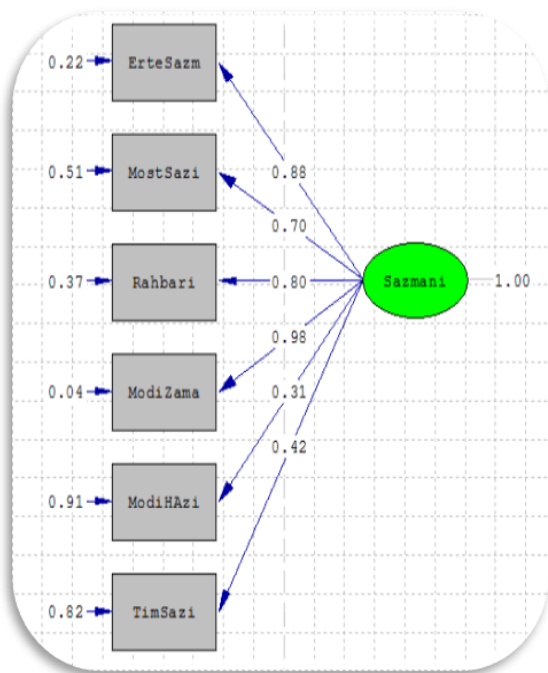 0.22
ErteSazm
0.88
0.51
MostSazi
0.70
0.37
Rahbari
0.80
Sazmani
1.00
0.98
0.04
ModiZama
0.31
0.42
0.91
ModiHAzi
0.82
TimSazi